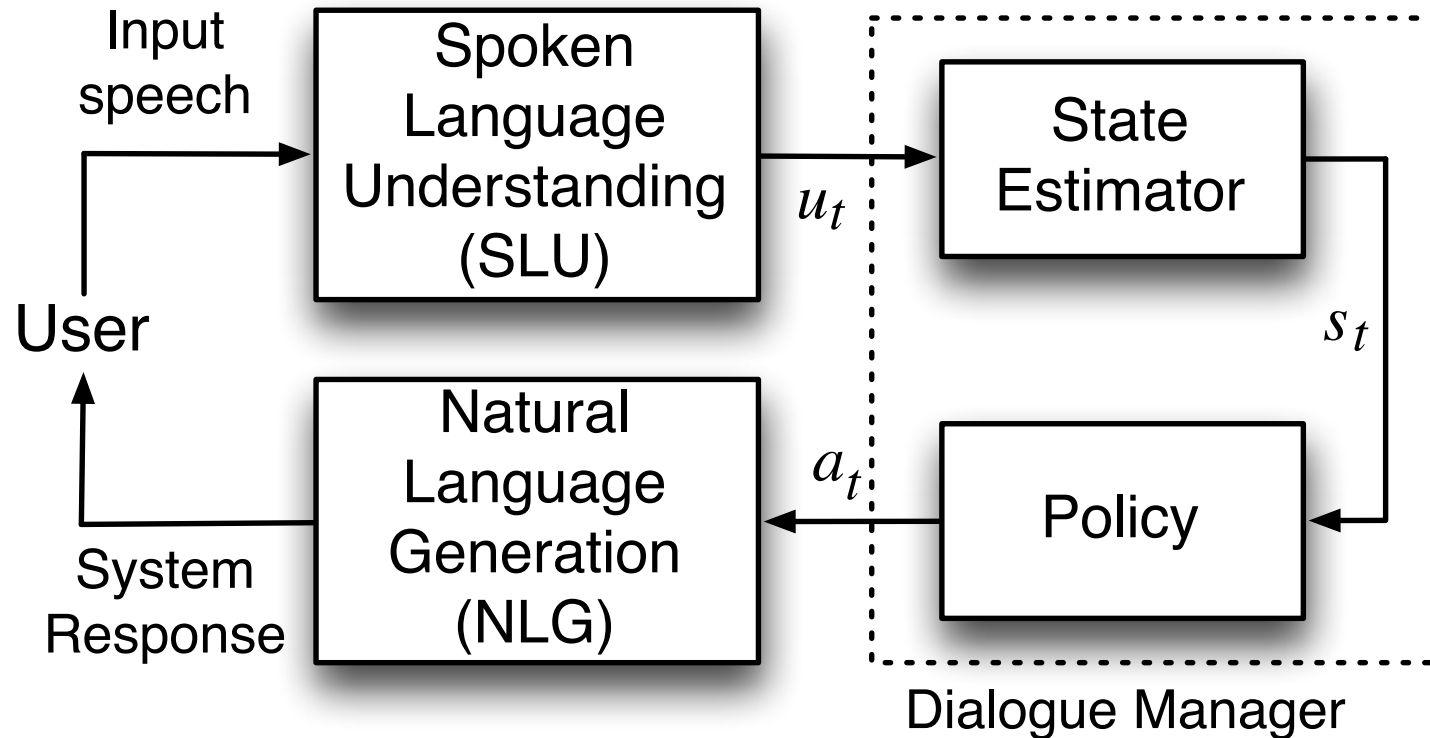 Input
speech
Spoken
Language
Understanding
(SLU)
u_t
State
Estimator
s_t
User
Natural
Language
Generation
(NLG)
a_t
Policy
System
Response
Dialogue Manager